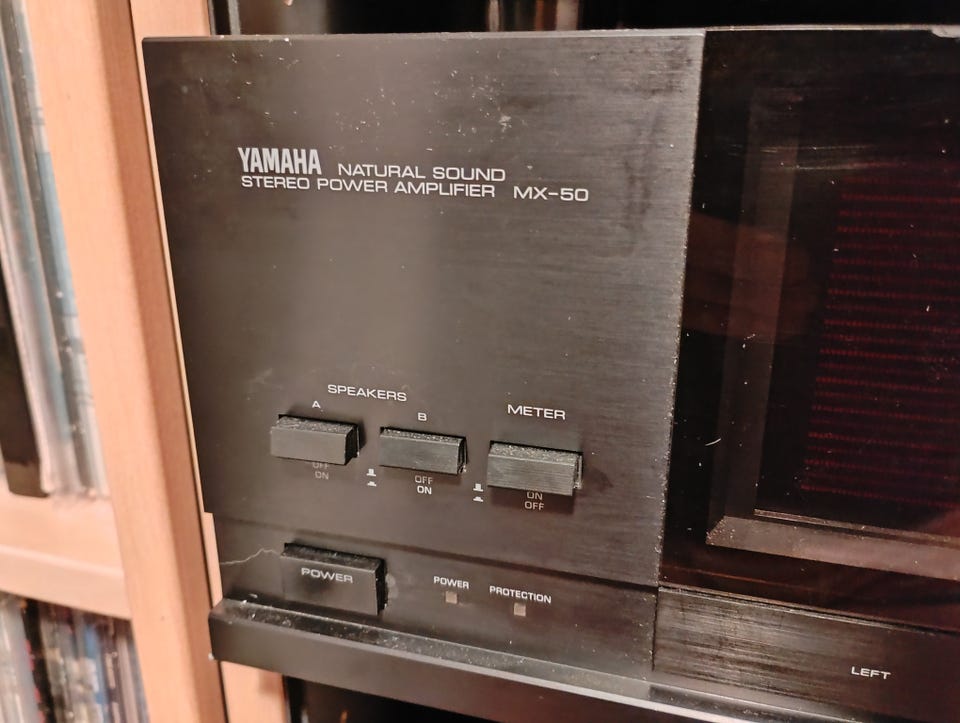 YAMAHA NATURAL SOUND
STEREO POWER AMPLIFIER MX-50
SPEAKERS
A
B
METER
OFF
ON
OFF
ON
ON
OFF
POWER
POWER
PROTECTION
LEFT